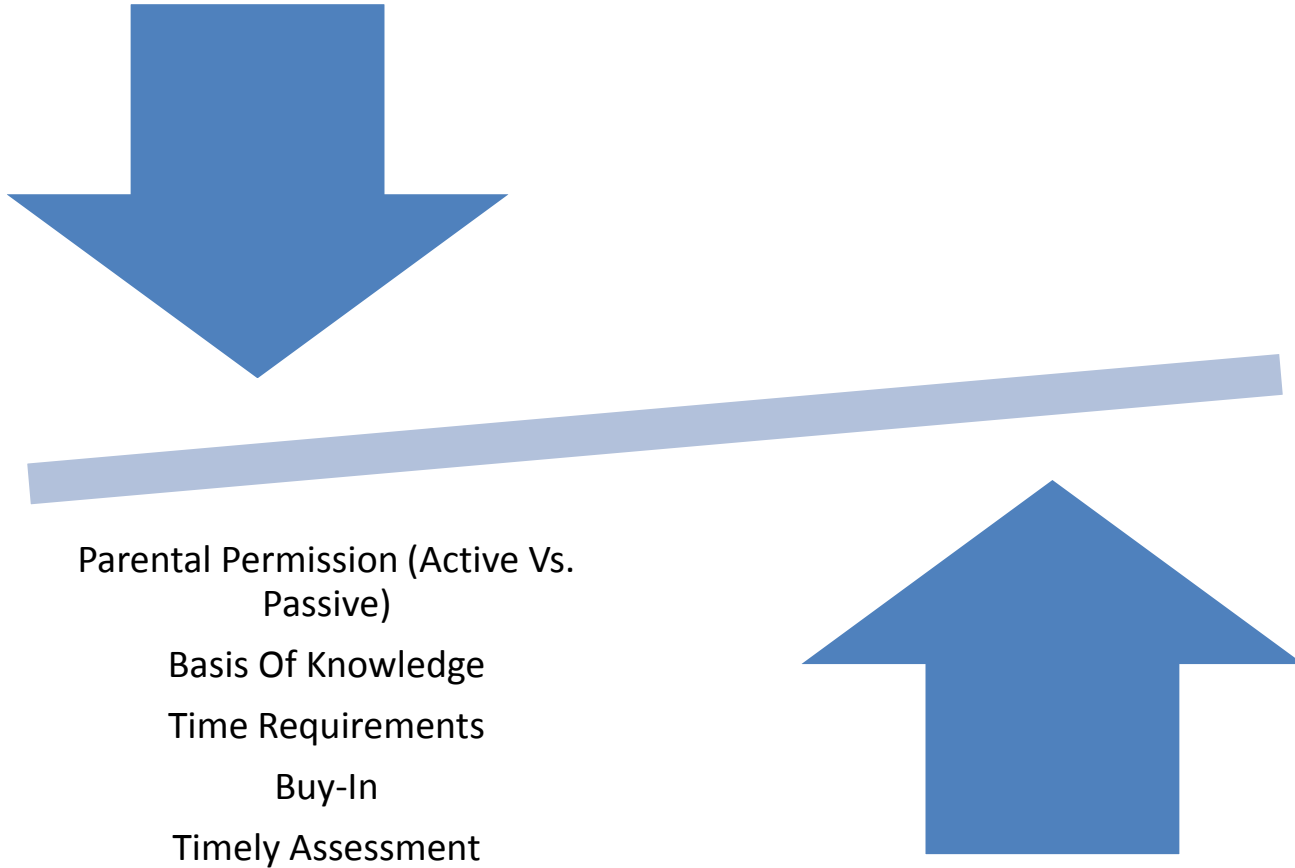 Parental Permission (Active Vs.
Passive)
Basis Of Knowledge
Time Requirements
Buy-In
Timely Assessment